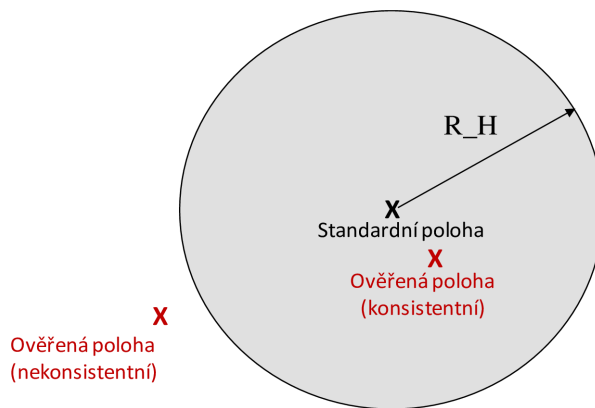 R_H
X
Standardní poloha
X
Ověřená poloha
(konsistentní)
X
Ověřená poloha
(nekonsistentní)